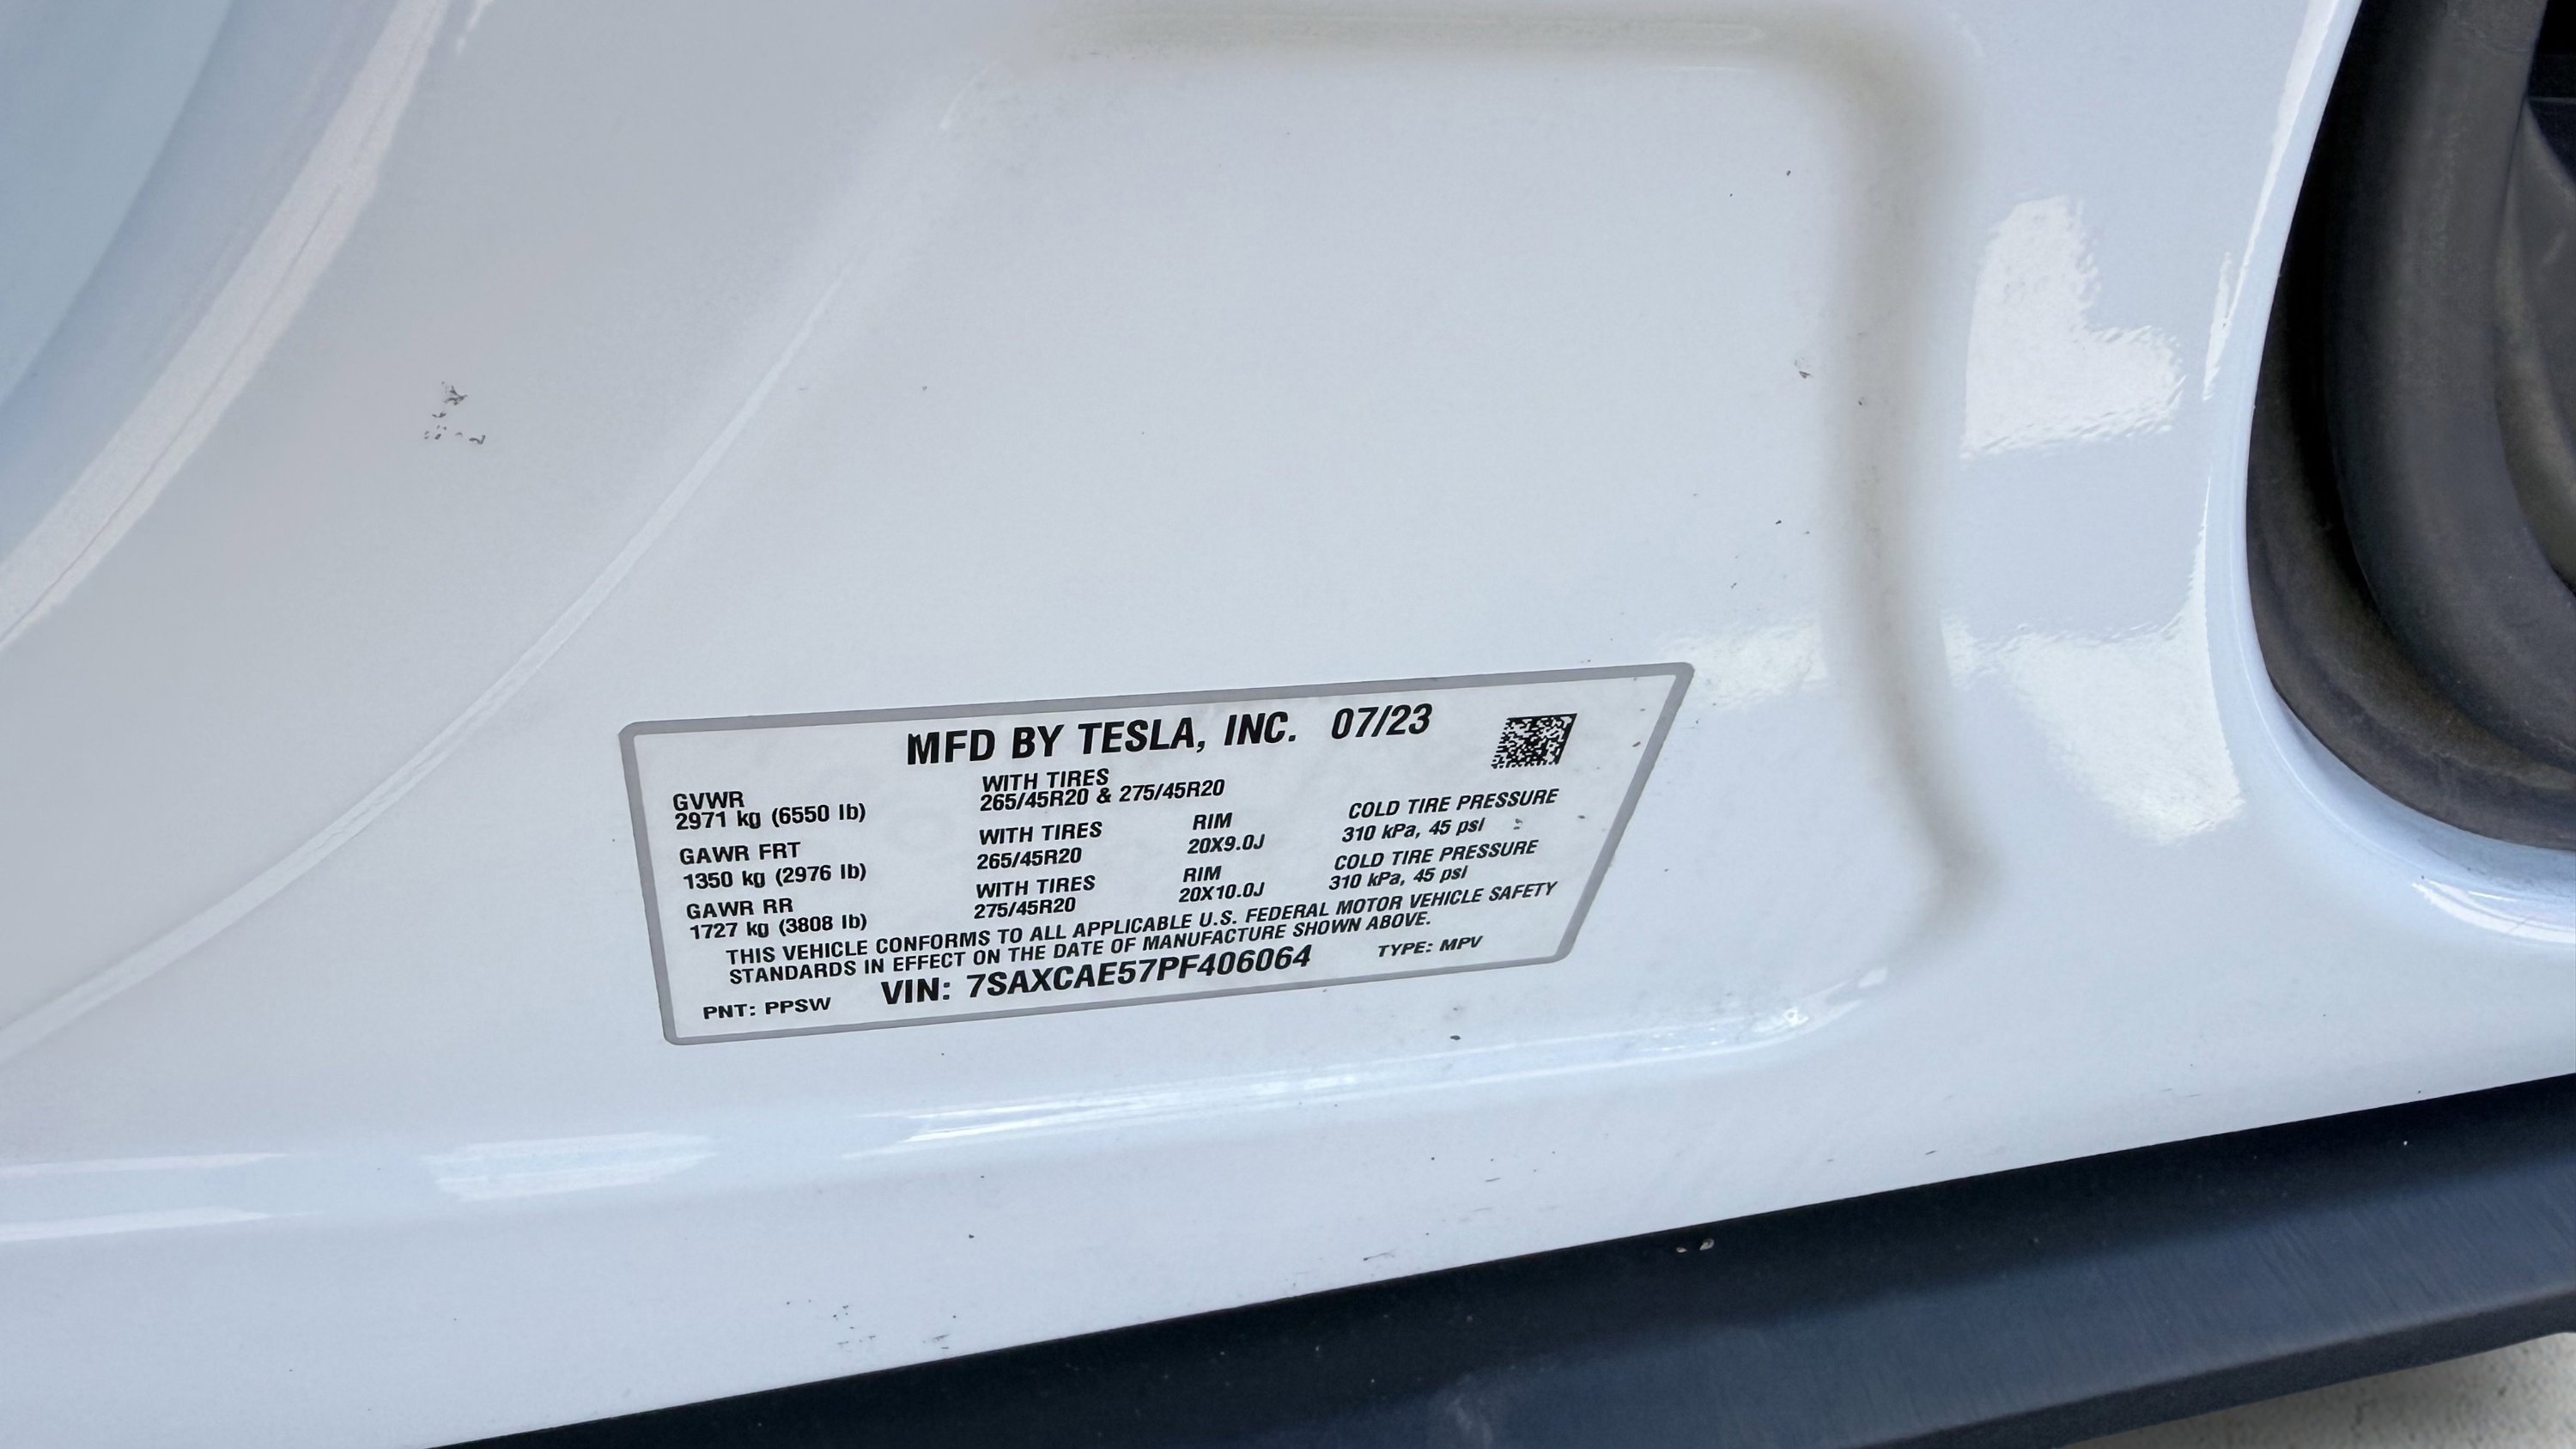 MFD BY TESLA, INC. 07/23
GVWR
2971 kg (6550 lb)
WITH TIRES
265/45R20 & 275/45R20
GAWR FRT
1350 kg (2976 lb)
WITH TIRES
265/45R20
RIM
20X9.0J
COLD TIRE PRESSURE
310 kPa, 45 psi
GAWR RR
1727 kg (3808 lb)
WITH TIRES
275/45R20
RIM
20X10.0J
COLD TIRE PRESSURE
310 kPa, 45 psi
THIS VEHICLE CONFORMS TO ALL APPLICABLE U.S. FEDERAL MOTOR VEHICLE SAFETY
STANDARDS IN EFFECT ON THE DATE OF MANUFACTURE SHOWN ABOVE.
PNT: PPSW VIN: 7SAXCAE57PF406064 TYPE: MPV